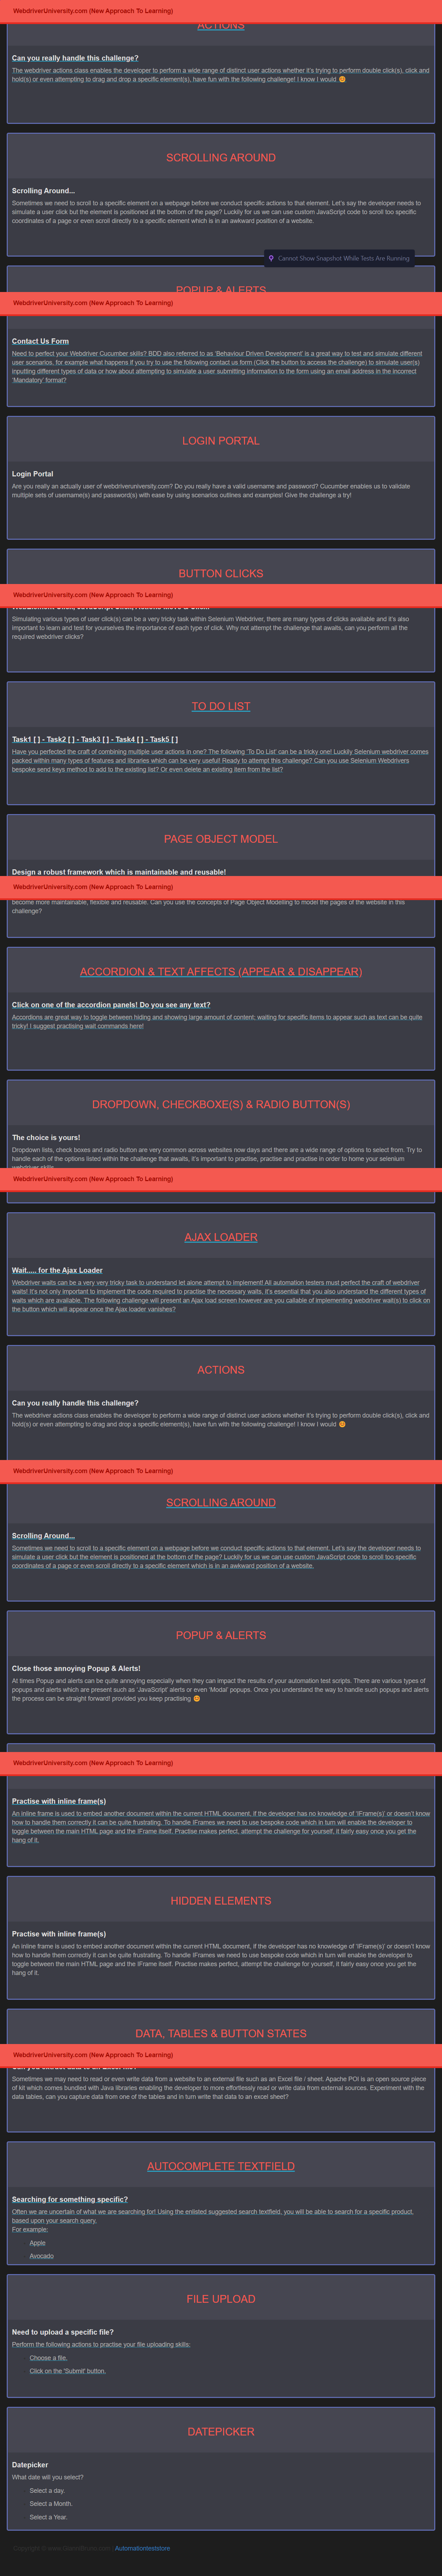 WebdriverUniversity.com (New Approach To Learning)
ACTIONS
Can you really handle this challenge?
The webdriver actions class enables the developer to perform a wide range of distinct user actions whether it's trying to perform double click(s), click and
hold(s) or even attempting to drag and drop a specific element(s), have fun with the following challenge! I know I would 😊
SCROLLING AROUND
Scrolling Around...
Sometimes we need to scroll to a specific element on a webpage before we conduct specific actions to that element. Let's say the developer needs to
simulate a user click but the element is positioned at the bottom of the page? Luckily for us we can use custom JavaScript code to scroll too specific
coordinates of a page or even scroll directly to a specific element which is in an awkward position of a website.
Cannot Show Snapshot While Tests Are Running
POPUP & ALERTS
WebdriverUniversity.com (New Approach To Learning)
Contact Us Form
Need to perfect your Webdriver Cucumber skills? BDD also referred to as 'Behaviour Driven Development' is a great way to test and simulate different
user scenarios, for example what happens if you try to use the following contact us form (Click the button to access the challenge) to simulate user(s)
inputting different types of data or how about attempting to simulate a user submitting information to the form using an email address in the incorrect
'Mandatory' format?
LOGIN PORTAL
Login Portal
Are you really an actually user of webdriveruniversity.com? Do you really have a valid username and password? Cucumber enables us to validate
multiple sets of username(s) and password(s) with ease by using scenarios outlines and examples! Give the challenge a try!
BUTTON CLICKS
WebdriverUniversity.com (New Approach To Learning)
Simulating various types of user click(s) can be a very tricky task within Selenium Webdriver, there are many types of clicks available and it's also
important to learn and test for yourselves the importance of each type of click. Why not attempt the challenge that awaits, can you perform all the
required webdriver clicks?
TO DO LIST
Task1 [ ] - Task2 [ ] - Task3 [ ] - Task4 [ ] - Task5 [ ]
Have you perfected the craft of combining multiple user actions in one? The following 'To Do List' can be a tricky one! Luckily Selenium webdriver comes
packed within many types of features and libraries which can be very useful! Ready to attempt this challenge? Can you use Selenium Webdrivers
bespoke send keys method to add to the existing list? Or even delete an existing item from the list?
PAGE OBJECT MODEL
Design a robust framework which is maintainable and reusable!
WebdriverUniversity.com (New Approach To Learning)
become more maintainable, flexible and reusable. Can you use the concepts of Page Object Modelling to model the pages of the website in this
challenge?
ACCORDION & TEXT AFFECTS (APPEAR & DISAPPEAR)
Click on one of the accordion panels! Do you see any text?
Accordions are great way to toggle between hiding and showing large amount of content; waiting for specific items to appear such as text can be quite
tricky! I suggest practising wait commands here!
DROPDOWN, CHECKBOXE(S) & RADIO BUTTON(S)
The choice is yours!
Dropdown lists, check boxes and radio button are very common across websites now days and there are a wide range of options to select from. Try to
handle each of the options listed within the challenge that awaits, it's important to practise, practise and practise in order to home your selenium
WebdriverUniversity.com (New Approach To Learning)
AJAX LOADER
Wait..... for the Ajax Loader
Webdriver waits can be a very very tricky task to understand let alone attempt to implement! All automation testers must perfect the craft of webdriver
waits! It's not only important to implement the code required to practise the necessary waits, it's essential that you also understand the different types of
waits which are available. The following challenge will present an Ajax load screen however are you callable of implementing webdriver wait(s) to click on
the button which will appear once the Ajax loader vanishes?
ACTIONS
Can you really handle this challenge?
The webdriver actions class enables the developer to perform a wide range of distinct user actions whether it's trying to perform double click(s), click and
hold(s) or even attempting to drag and drop a specific element(s), have fun with the following challenge! I know I would 😊
WebdriverUniversity.com (New Approach To Learning)
SCROLLING AROUND
Scrolling Around...
Sometimes we need to scroll to a specific element on a webpage before we conduct specific actions to that element. Let's say the developer needs to
simulate a user click but the element is positioned at the bottom of the page? Luckily for us we can use custom JavaScript code to scroll too specific
coordinates of a page or even scroll directly to a specific element which is in an awkward position of a website.
POPUP & ALERTS
Close those annoying Popup & Alerts!
At times Popup and alerts can be quite annoying especially when they can impact the results of your automation test scripts. There are various types of
popups and alerts which are present such as 'JavaScript' alerts or even 'Modal' popups. Once you understand the way to handle such popups and alerts
the process can be straight forward! provided you keep practising 😊
WebdriverUniversity.com (New Approach To Learning)
Practise with inline frame(s)
An inline frame is used to embed another document within the current HTML document, if the developer has no knowledge of 'IFrame(s)' or doesn't know
how to handle them correctly it can be quite frustrating. To handle IFrames we need to use bespoke code which in turn will enable the developer to
toggle between the main HTML page and the IFrame itself. Practise makes perfect, attempt the challenge for yourself, it fairly easy once you get the
hang of it.
HIDDEN ELEMENTS
Practise with inline frame(s)
An inline frame is used to embed another document within the current HTML document, if the developer has no knowledge of 'IFrame(s)' or doesn't know
how to handle them correctly it can be quite frustrating. To handle IFrames we need to use bespoke code which in turn will enable the developer to
toggle between the main HTML page and the IFrame itself. Practise makes perfect, attempt the challenge for yourself, it fairly easy once you get the
hang of it.
DATA, TABLES & BUTTON STATES
WebdriverUniversity.com (New Approach To Learning)
Sometimes we may need to read or even write data from a website to an external file such as an Excel file / sheet. Apache POI is an open source piece
of kit which comes bundled with Java libraries enabling the developer to more effortlessly read or write data from external sources. Experiment with the
data tables, can you capture data from one of the tables and in turn write that data to an excel sheet?
AUTOCOMPLETE TEXTFIELD
Searching for something specific?
Often we are uncertain of what we are searching for! Using the enlisted suggested search textfield, you will be able to search for a specific product,
based upon your search query.
For example:
Apple
Avocado
FILE UPLOAD
Need to upload a specific file?
Perform the following actions to practise your file uploading skills:
Choose a file.
Click on the 'Submit' button.
DATEPICKER
Datepicker
What date will you select?
Select a day.
Select a Month.
Select a Year.
Automationteststore